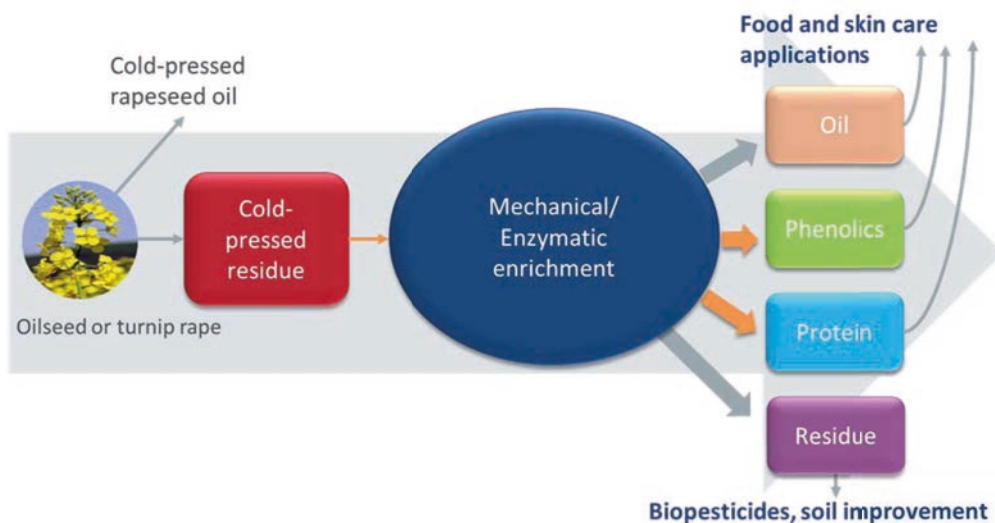 Food and skin care
applications
Cold-pressed
rapeseed oil
Oil
Cold-
pressed
residue
Mechanical/
Enzymatic
enrichment
Phenolics
Oilseed or turnip rape
Protein
Residue
Biopesticides, soil improvement